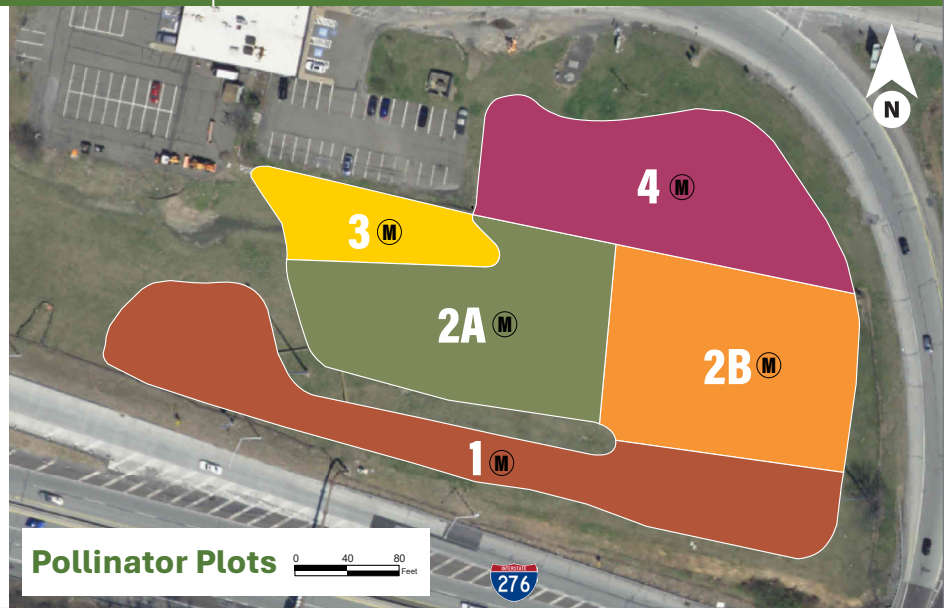 N
4 M
3 M
2A M
2B M
1 M
Pollinator Plots
0 40 80
Feet
INTERSTATE
276